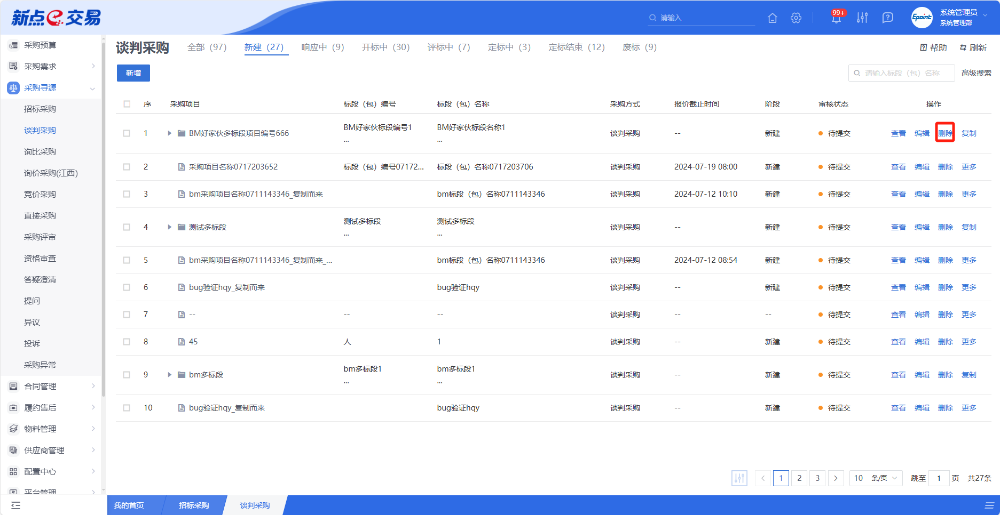 新点e交易
请输入
99+
Epoint
系统管理员
系统管理部
采购预算
采购需求
采购寻源
招标采购
谈判采购
询比采购
询价采购(江西)
竞价采购
直接采购
采购评审
资格审查
答疑澄清
提问
异议
投诉
采购异常
合同管理
履约售后
物料管理
供应商管理
配置中心
平台管理
谈判采购 全部（97） 新建（27） 响应中（9） 开标中（30） 评标中（7） 定标中（3） 定标结束（12） 废标（9） 帮助 刷新
新增 请输入标段（包）名称 高级搜索
序 采购项目 标段（包）编号 标段（包）名称 采购方式 报价截止时间 阶段 审核状态 操作
1 BM好家伙多标段项目编号666 BM好家伙标段编号1 BM好家伙标段名称1 谈判采购 -- 新建 待提交 查看 编辑 删除 复制
... ...
2 采购项目名称0717203652 标段（包）编号07172... 标段（包）名称0717203706 谈判采购 2024-07-19 08:00 新建 待提交 查看 编辑 删除 更多
3 bm采购项目名称0711143346_复制而来 bm标段（包）名称0711143346 谈判采购 2024-07-12 10:10 新建 待提交 查看 编辑 删除 更多
4 测试多标段 测试多标段 测试多标段 谈判采购 -- 新建 待提交 查看 编辑 删除 复制
... ...
5 bm采购项目名称0711143346_复制而来_... bm标段（包）名称0711143346 谈判采购 2024-07-12 08:54 新建 待提交 查看 编辑 删除 更多
6 bug验证hqy_复制而来 bug验证hqy 谈判采购 -- 新建 待提交 查看 编辑 删除 更多
7 -- -- -- 谈判采购 -- -- 待提交 查看 编辑 删除 更多
8 45 人 1 谈判采购 -- 新建 待提交 查看 编辑 删除 更多
9 bm多标段 bm多标段1 bm多标段1 谈判采购 -- 新建 待提交 查看 编辑 删除 复制
... ...
10 bug验证hqy_复制而来 bug验证hqy 谈判采购 -- 新建 待提交 查看 编辑 删除 更多
1 2 3 10 条/页 跳至 1 页 共27条
我的首页 招标采购 谈判采购